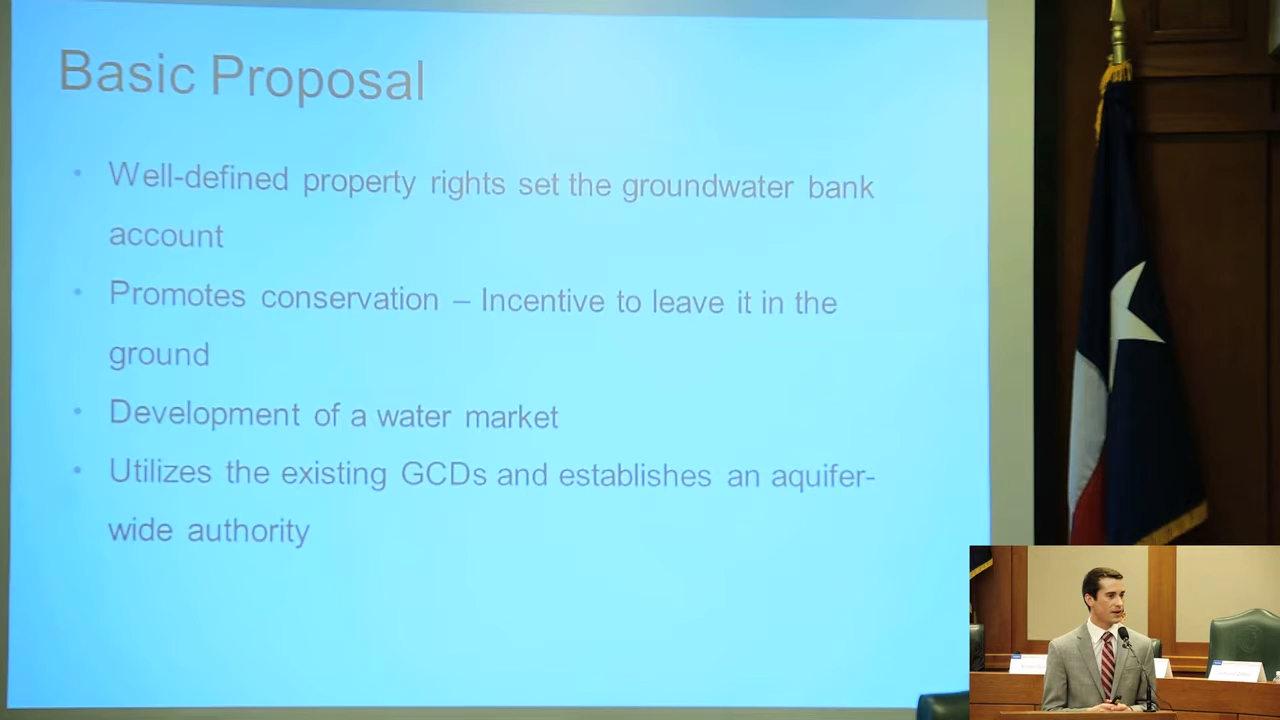 Basic Proposal
• Well-defined property rights set the groundwater bank
account
• Promotes conservation – Incentive to leave it in the
ground
• Development of a water market
• Utilizes the existing GCDs and establishes an aquifer-
wide authority